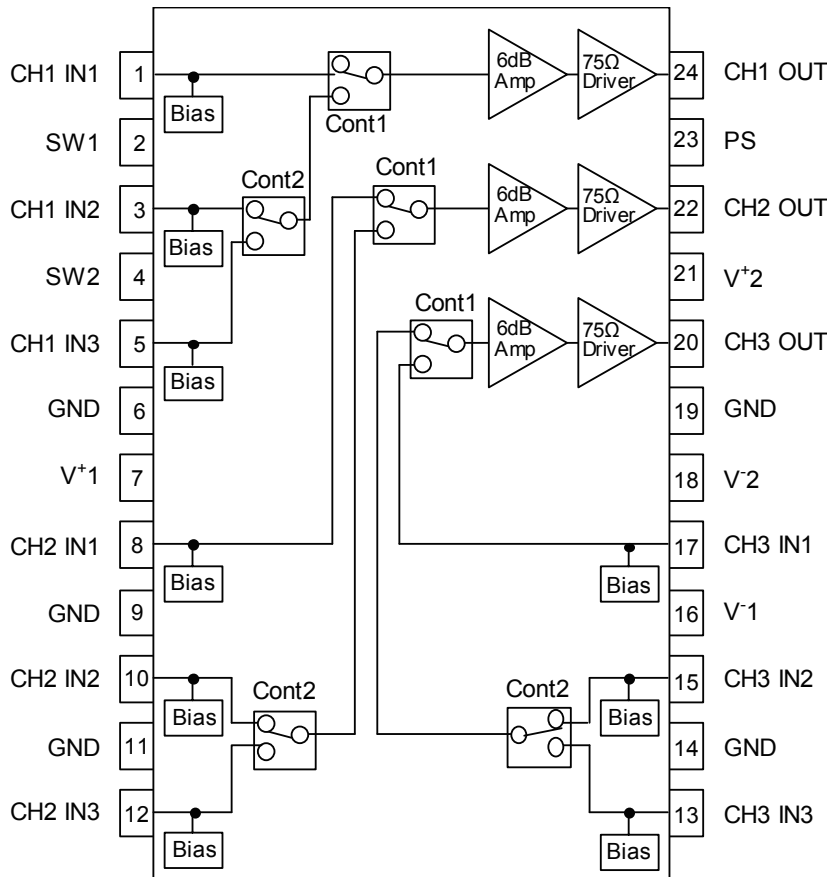 CH1 IN1
1
Bias
Cont1
6dB
Amp
75Ω
Driver
24
CH1 OUT
SW1
2
23
PS
CH1 IN2
3
Bias
Cont2
Cont1
6dB
Amp
75Ω
Driver
22
CH2 OUT
SW2
4
21
V+2
CH1 IN3
5
Bias
Cont1
6dB
Amp
75Ω
Driver
20
CH3 OUT
GND
6
19
GND
V+1
7
18
V-2
CH2 IN1
8
Bias
Bias
17
CH3 IN1
GND
9
16
V-1
CH2 IN2
10
Bias
Cont2
Cont2
Bias
15
CH3 IN2
GND
11
14
GND
CH2 IN3
12
Bias
Bias
13
CH3 IN3